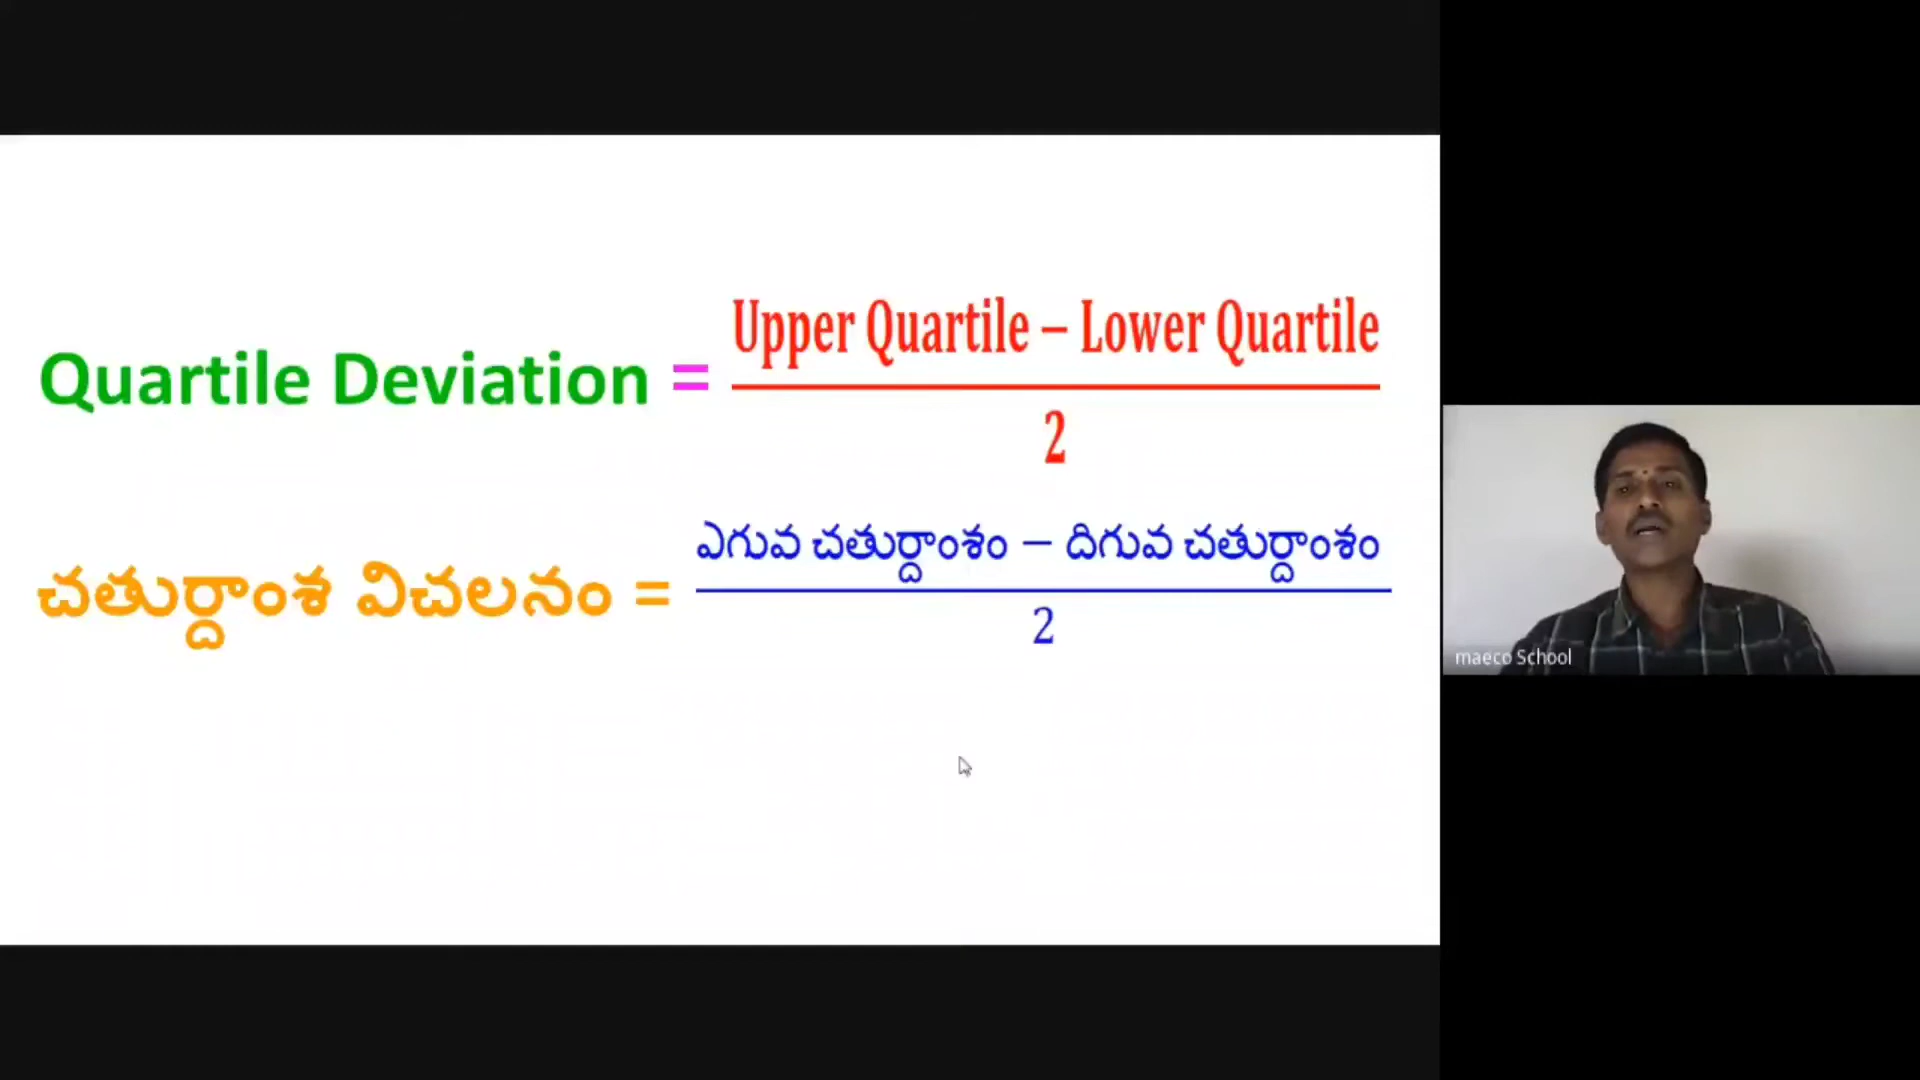 Quartile Deviation = Upper Quartile – Lower Quartile
2
చతుర్దాంశ విచలనం = ఎగువ చతుర్దాంశం – దిగువ చతుర్దాంశం
2
maeco School